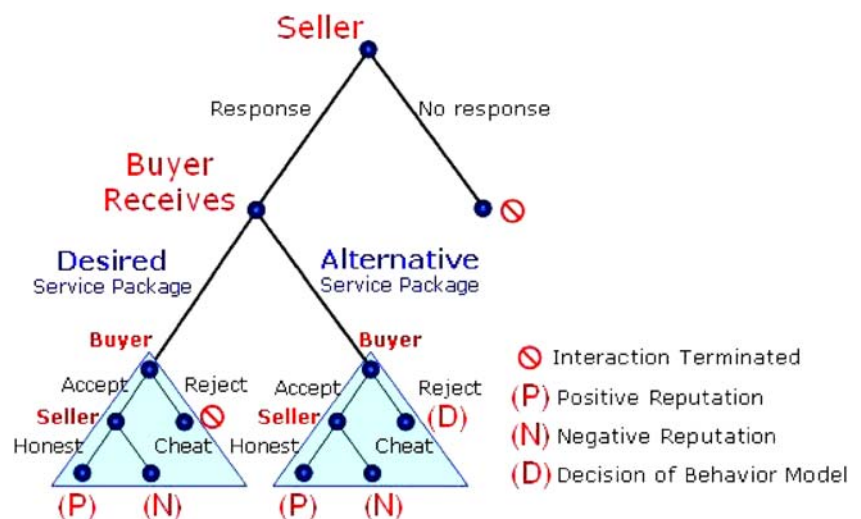 Seller
Response
No response
Buyer
Receives
Desired
Service Package
Alternative
Service Package
Buyer
Buyer
Accept
Reject
Accept
Reject
Seller
Seller
(D)
Honest
Cheat
Honest
Cheat
(P)
(N)
(P)
(N)
Interaction Terminated
(P) Positive Reputation
(N) Negative Reputation
(D) Decision of Behavior Model